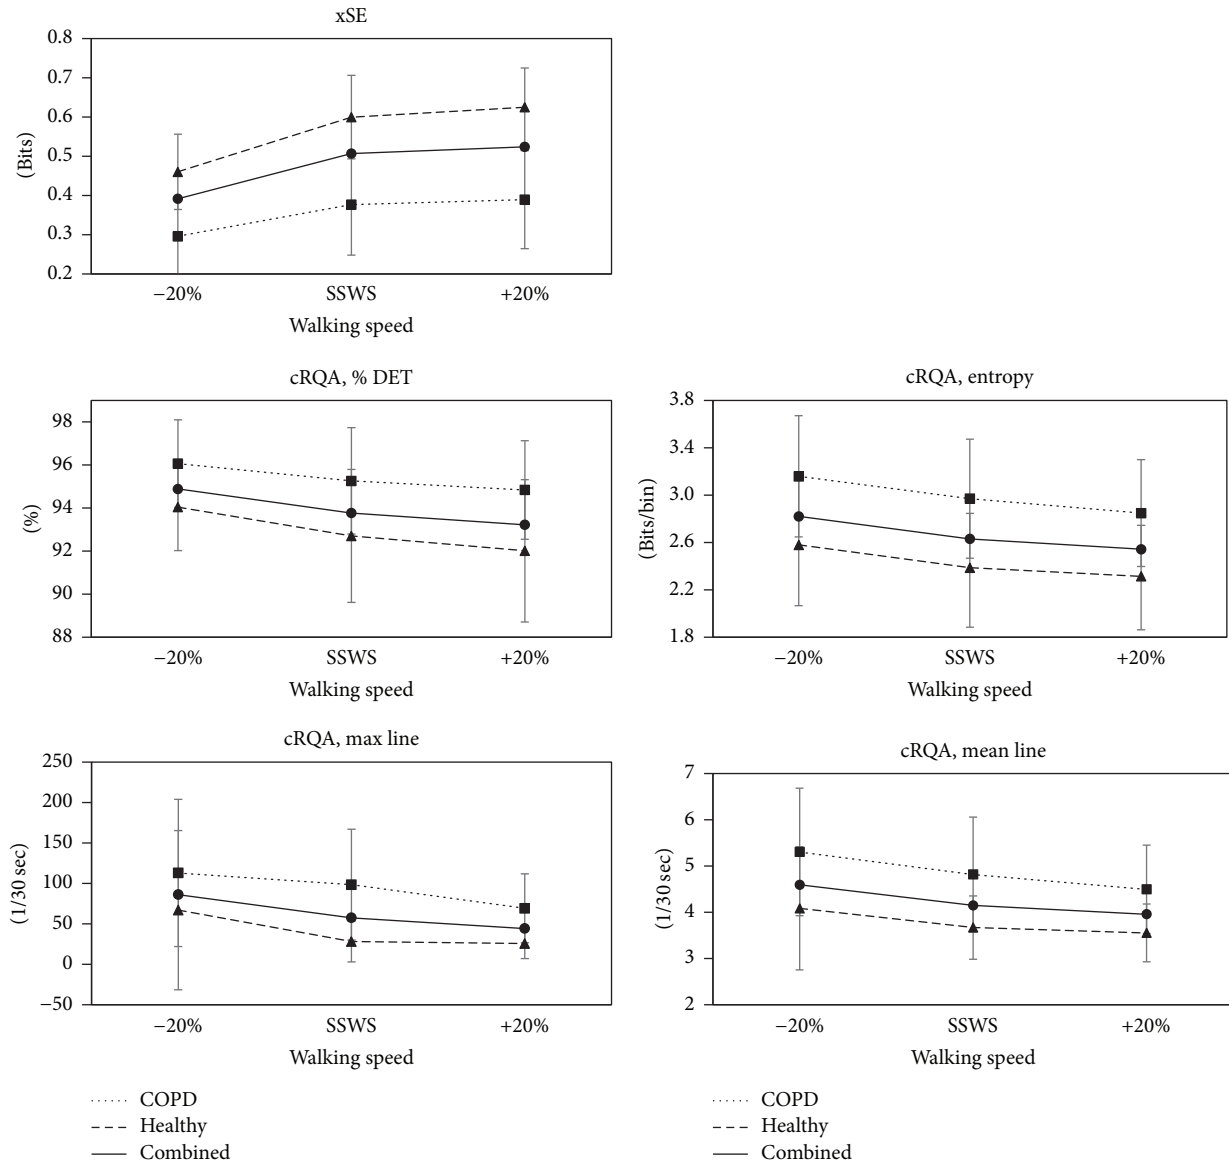 xSE
0.8
0.7
0.6
0.5
0.4
0.3
0.2
(Bits)
−20% SSWS +20%
Walking speed
cRQA, % DET
98
96
94
92
90
88
(%)
−20% SSWS +20%
Walking speed
cRQA, entropy
3.8
3.4
3.0
2.6
2.2
1.8
(Bits/bin)
−20% SSWS +20%
Walking speed
cRQA, max line
250
200
150
100
50
0
−50
(1/30 sec)
−20% SSWS +20%
Walking speed
cRQA, mean line
7
6
5
4
3
2
(1/30 sec)
−20% SSWS +20%
Walking speed
COPD
Healthy
Combined
COPD
Healthy
Combined